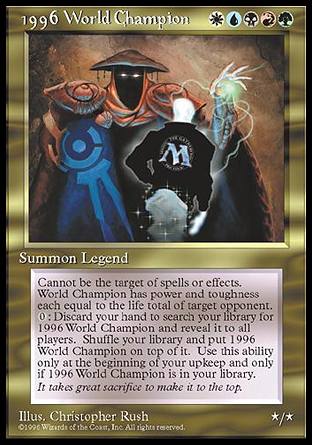 1996 World Champion
MAGIC THE GATHERING
M
Summon Legend
Cannot be the target of spells or effects.
World Champion has power and toughness
each equal to the life total of target opponent.
0: Discard your hand to search your library for
1996 World Champion and reveal it to all
players. Shuffle your library and put 1996
World Champion on top of it. Use this ability
only at the beginning of your upkeep and only
if 1996 World Champion is in your library.
It takes great sacrifice to make it to the top.
Illus. Christopher Rush
*/*
©1996 Wizards of the Coast, Inc. All rights reserved.